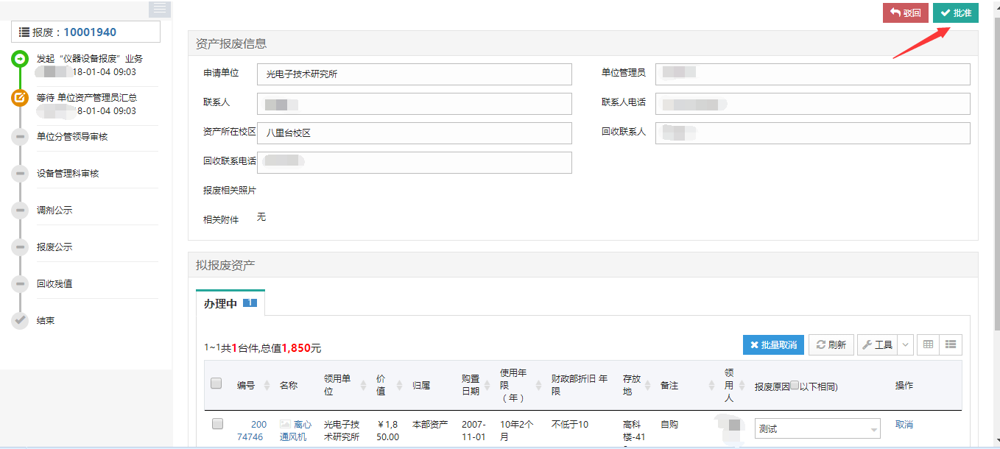 驳回
批准
报废：10001940
发起“仪器设备报废”业务
18-01-04 09:03
等待 单位资产管理员汇总
8-01-04 09:03
单位分管领导审核
设备管理科审核
调剂公示
报废公示
回收残值
结束
资产报废信息
申请单位 光电子技术研究所 单位管理员
联系人 联系人电话
资产所在校区 八里台校区 回收联系人
回收联系电话
报废相关照片
相关附件 无
拟报废资产
办理中 1
1~1共1台件,总值1,850元
批量取消 刷新 工具
编号 名称 领用单位 价值 归属 购置日期 使用年限（年） 财政部折旧 年限 存放地 备注 领用人 报废原因 以下相同) 操作
20074746 离心通风机 光电子技术研究所 ￥1,850.00 本部资产 2007-11-01 10年2个月 不低于10 高科楼-41 自购 测试 取消